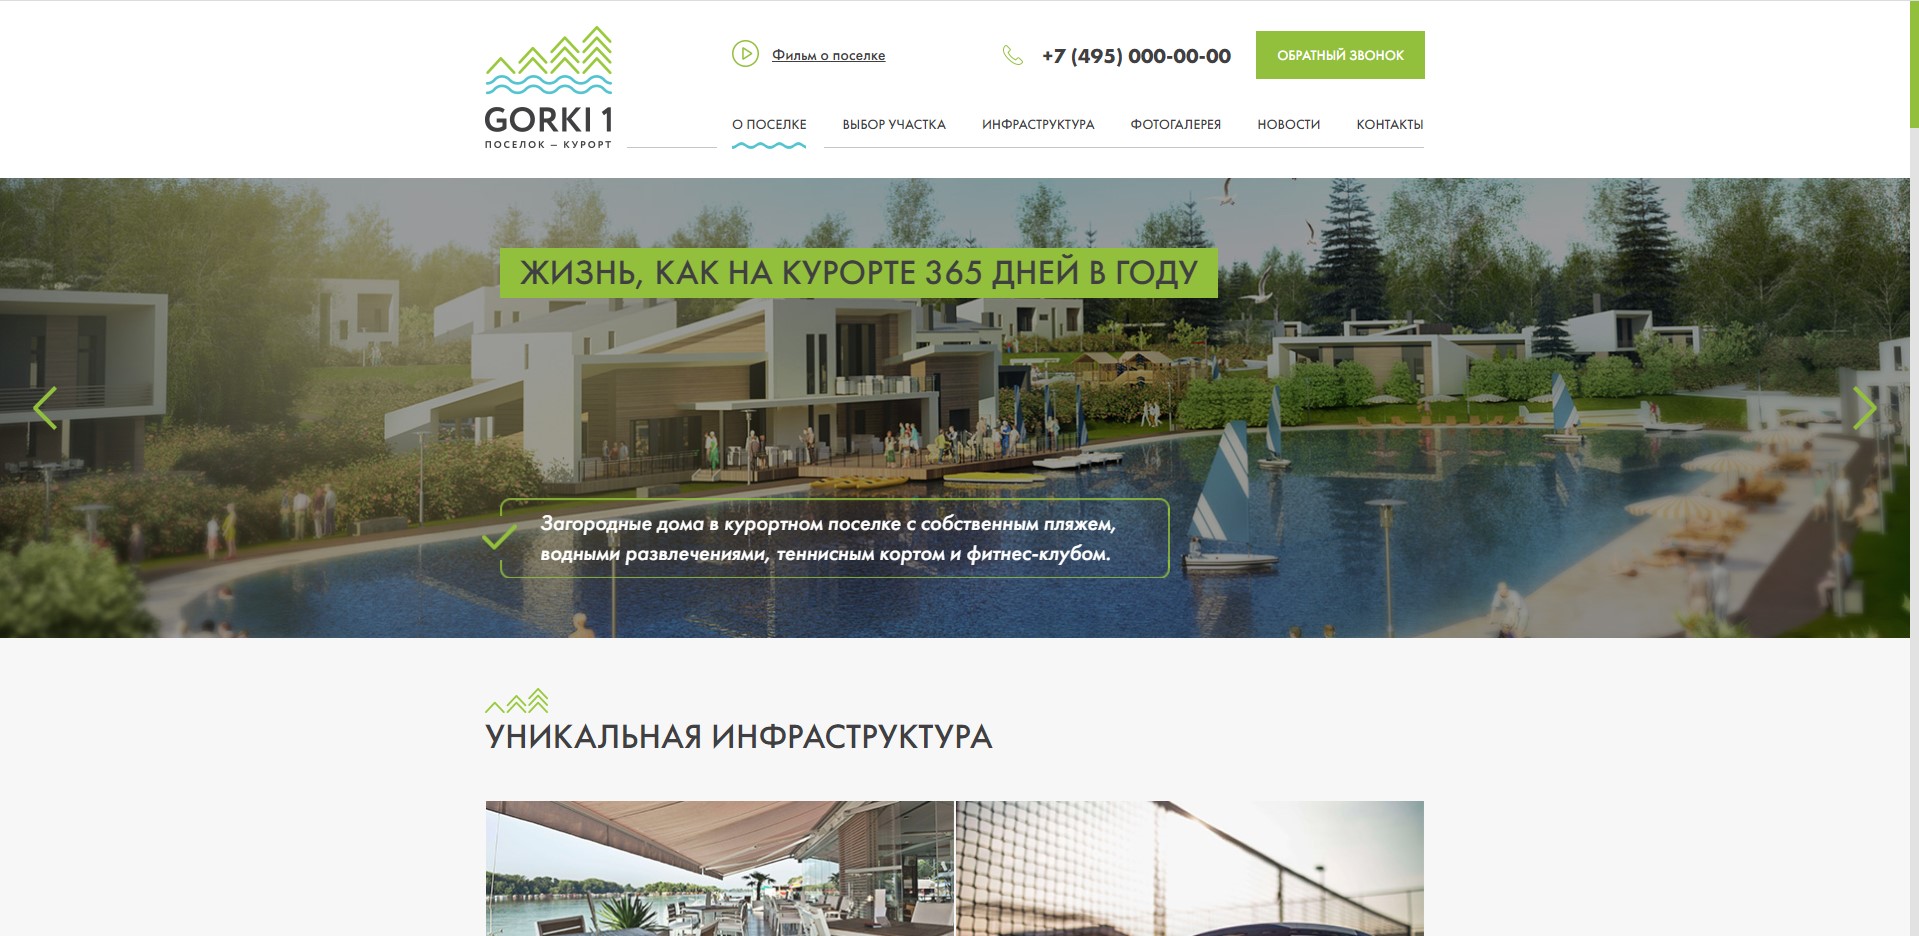 Фильм о поселке
+7 (495) 000-00-00
ОБРАТНЫЙ ЗВОНОК
GORKI 1
ПОСЕЛОК – КУРОРТ
О ПОСЕЛКЕ
ВЫБОР УЧАСТКА
ИНФРАСТРУКТУРА
ФОТОГАЛЕРЕЯ
НОВОСТИ
КОНТАКТЫ
ЖИЗНЬ, КАК НА КУРОРТЕ 365 ДНЕЙ В ГОДУ
Загородные дома в курортном поселке с собственным пляжем,
водными развлечениями, теннисным кортом и фитнес-клубом.
УНИКАЛЬНАЯ ИНФРАСТРУКТУРА